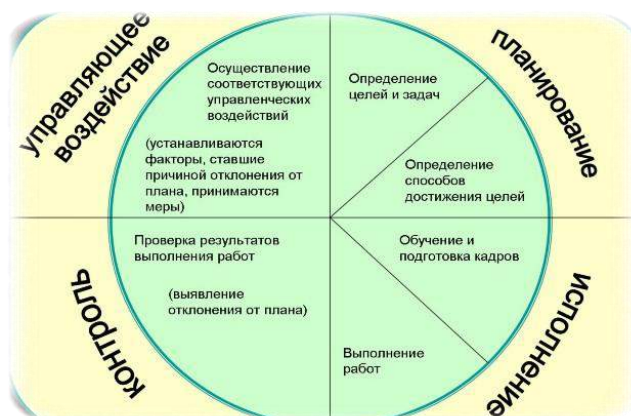 управляющее
воздействие
Осуществление
соответствующих
управленческих
воздействий
(устанавливаются
факторы, ставшие
причиной отклонения от
плана, принимаются
меры)
планирование
Определение
целей и задач
Определение
способов
достижения целей
Проверка результатов
выполнения работ
(выявление
отклонения от плана)
контроль
Обучение и
подготовка кадров
Выполнение
работ
исполнение